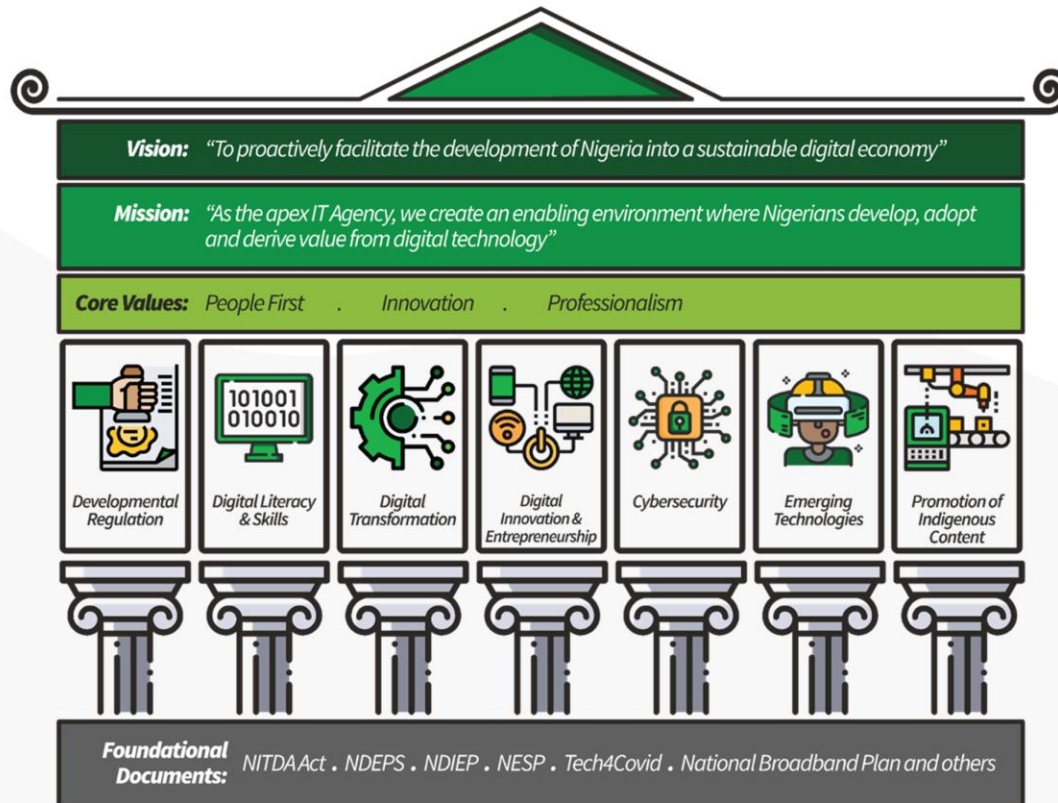 Vision: “To proactively facilitate the development of Nigeria into a sustainable digital economy”
Mission: “As the apex IT Agency, we create an enabling environment where Nigerians develop, adopt
and derive value from digital technology”
Core Values: People First . Innovation . Professionalism
101001
010010
Developmental
Regulation
Digital Literacy
& Skills
Digital
Transformation
Digital
Innovation &
Entrepreneurship
Cybersecurity
Emerging
Technologies
Promotion of
Indigenous
Content
Foundational
Documents: NITDA Act . NDEPS . NDIEP . NESP . Tech4Covid . National Broadband Plan and others